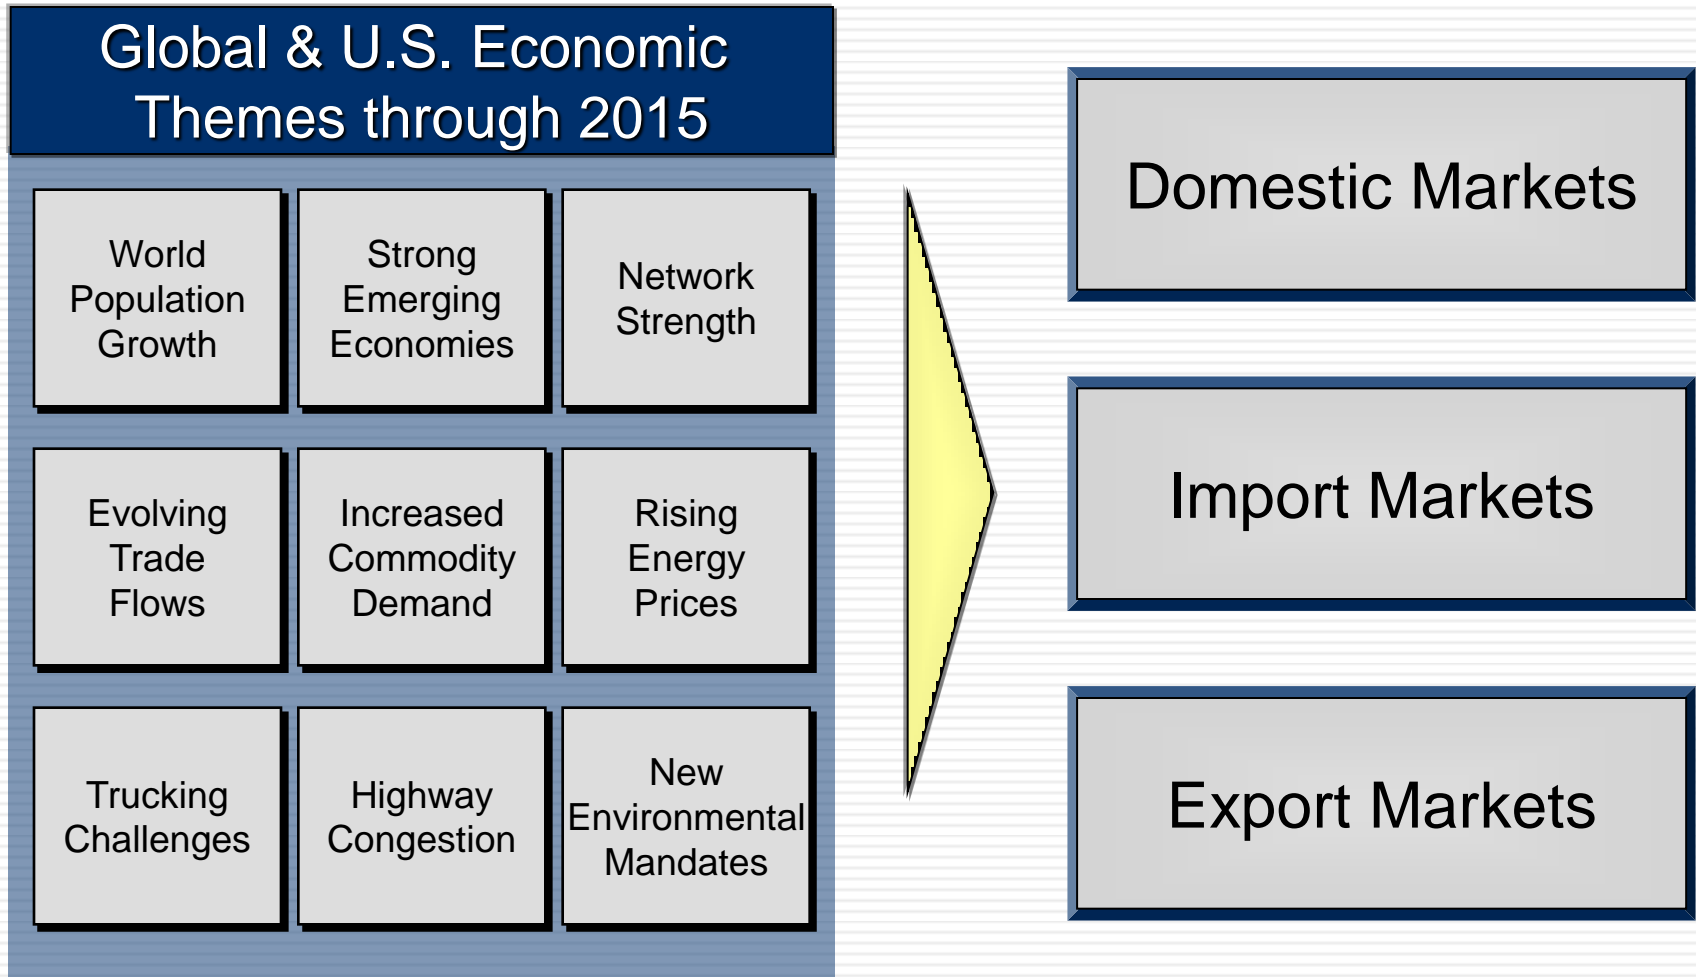 Global & U.S. Economic
Themes through 2015
World
Population
Growth
Strong
Emerging
Economies
Network
Strength
Evolving
Trade
Flows
Increased
Commodity
Demand
Rising
Energy
Prices
Trucking
Challenges
Highway
Congestion
New
Environmental
Mandates
Domestic Markets
Import Markets
Export Markets